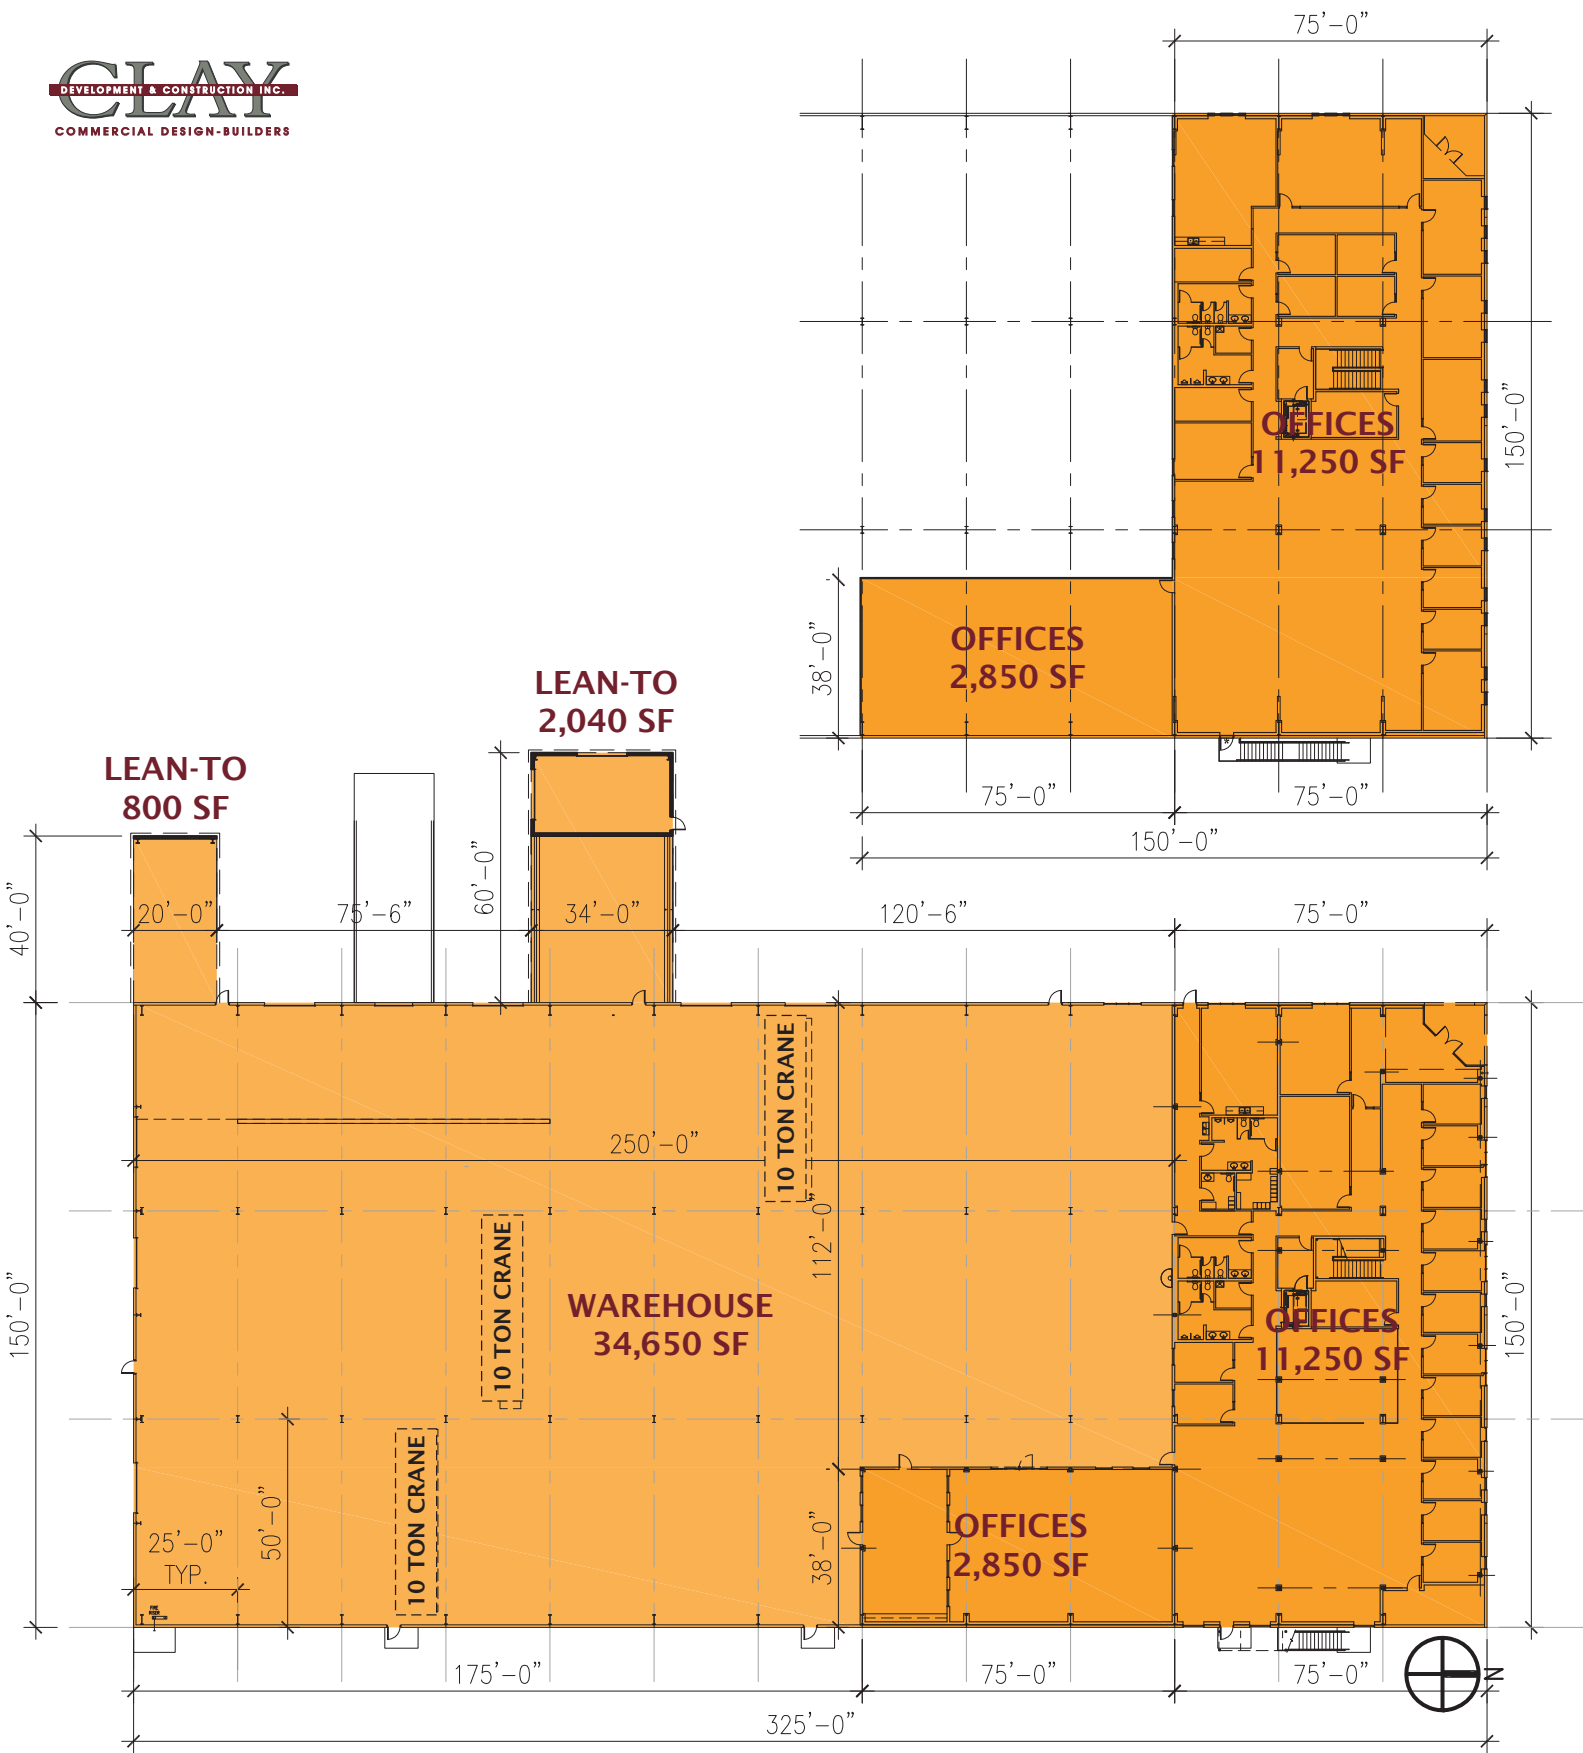 CLAY
DEVELOPMENT & CONSTRUCTION INC.
COMMERCIAL DESIGN-BUILDERS
75'-0"
150'-0"
OFFICES
11,250 SF
38'-0"
OFFICES
2,850 SF
75'-0"
75'-0"
150'-0"
LEAN-TO
2,040 SF
LEAN-TO
800 SF
40'-0"
60'-0"
20'-0"
75'-6"
34'-0"
120'-6"
75'-0"
10 TON CRANE
250'-0"
112'-0"
10 TON CRANE
WAREHOUSE
34,650 SF
150'-0"
150'-0"
OFFICES
11,250 SF
10 TON CRANE
50'-0"
25'-0"
TYP.
38'-0"
OFFICES
2,850 SF
FIRE
RISER
175'-0"
75'-0"
75'-0"
N
325'-0"